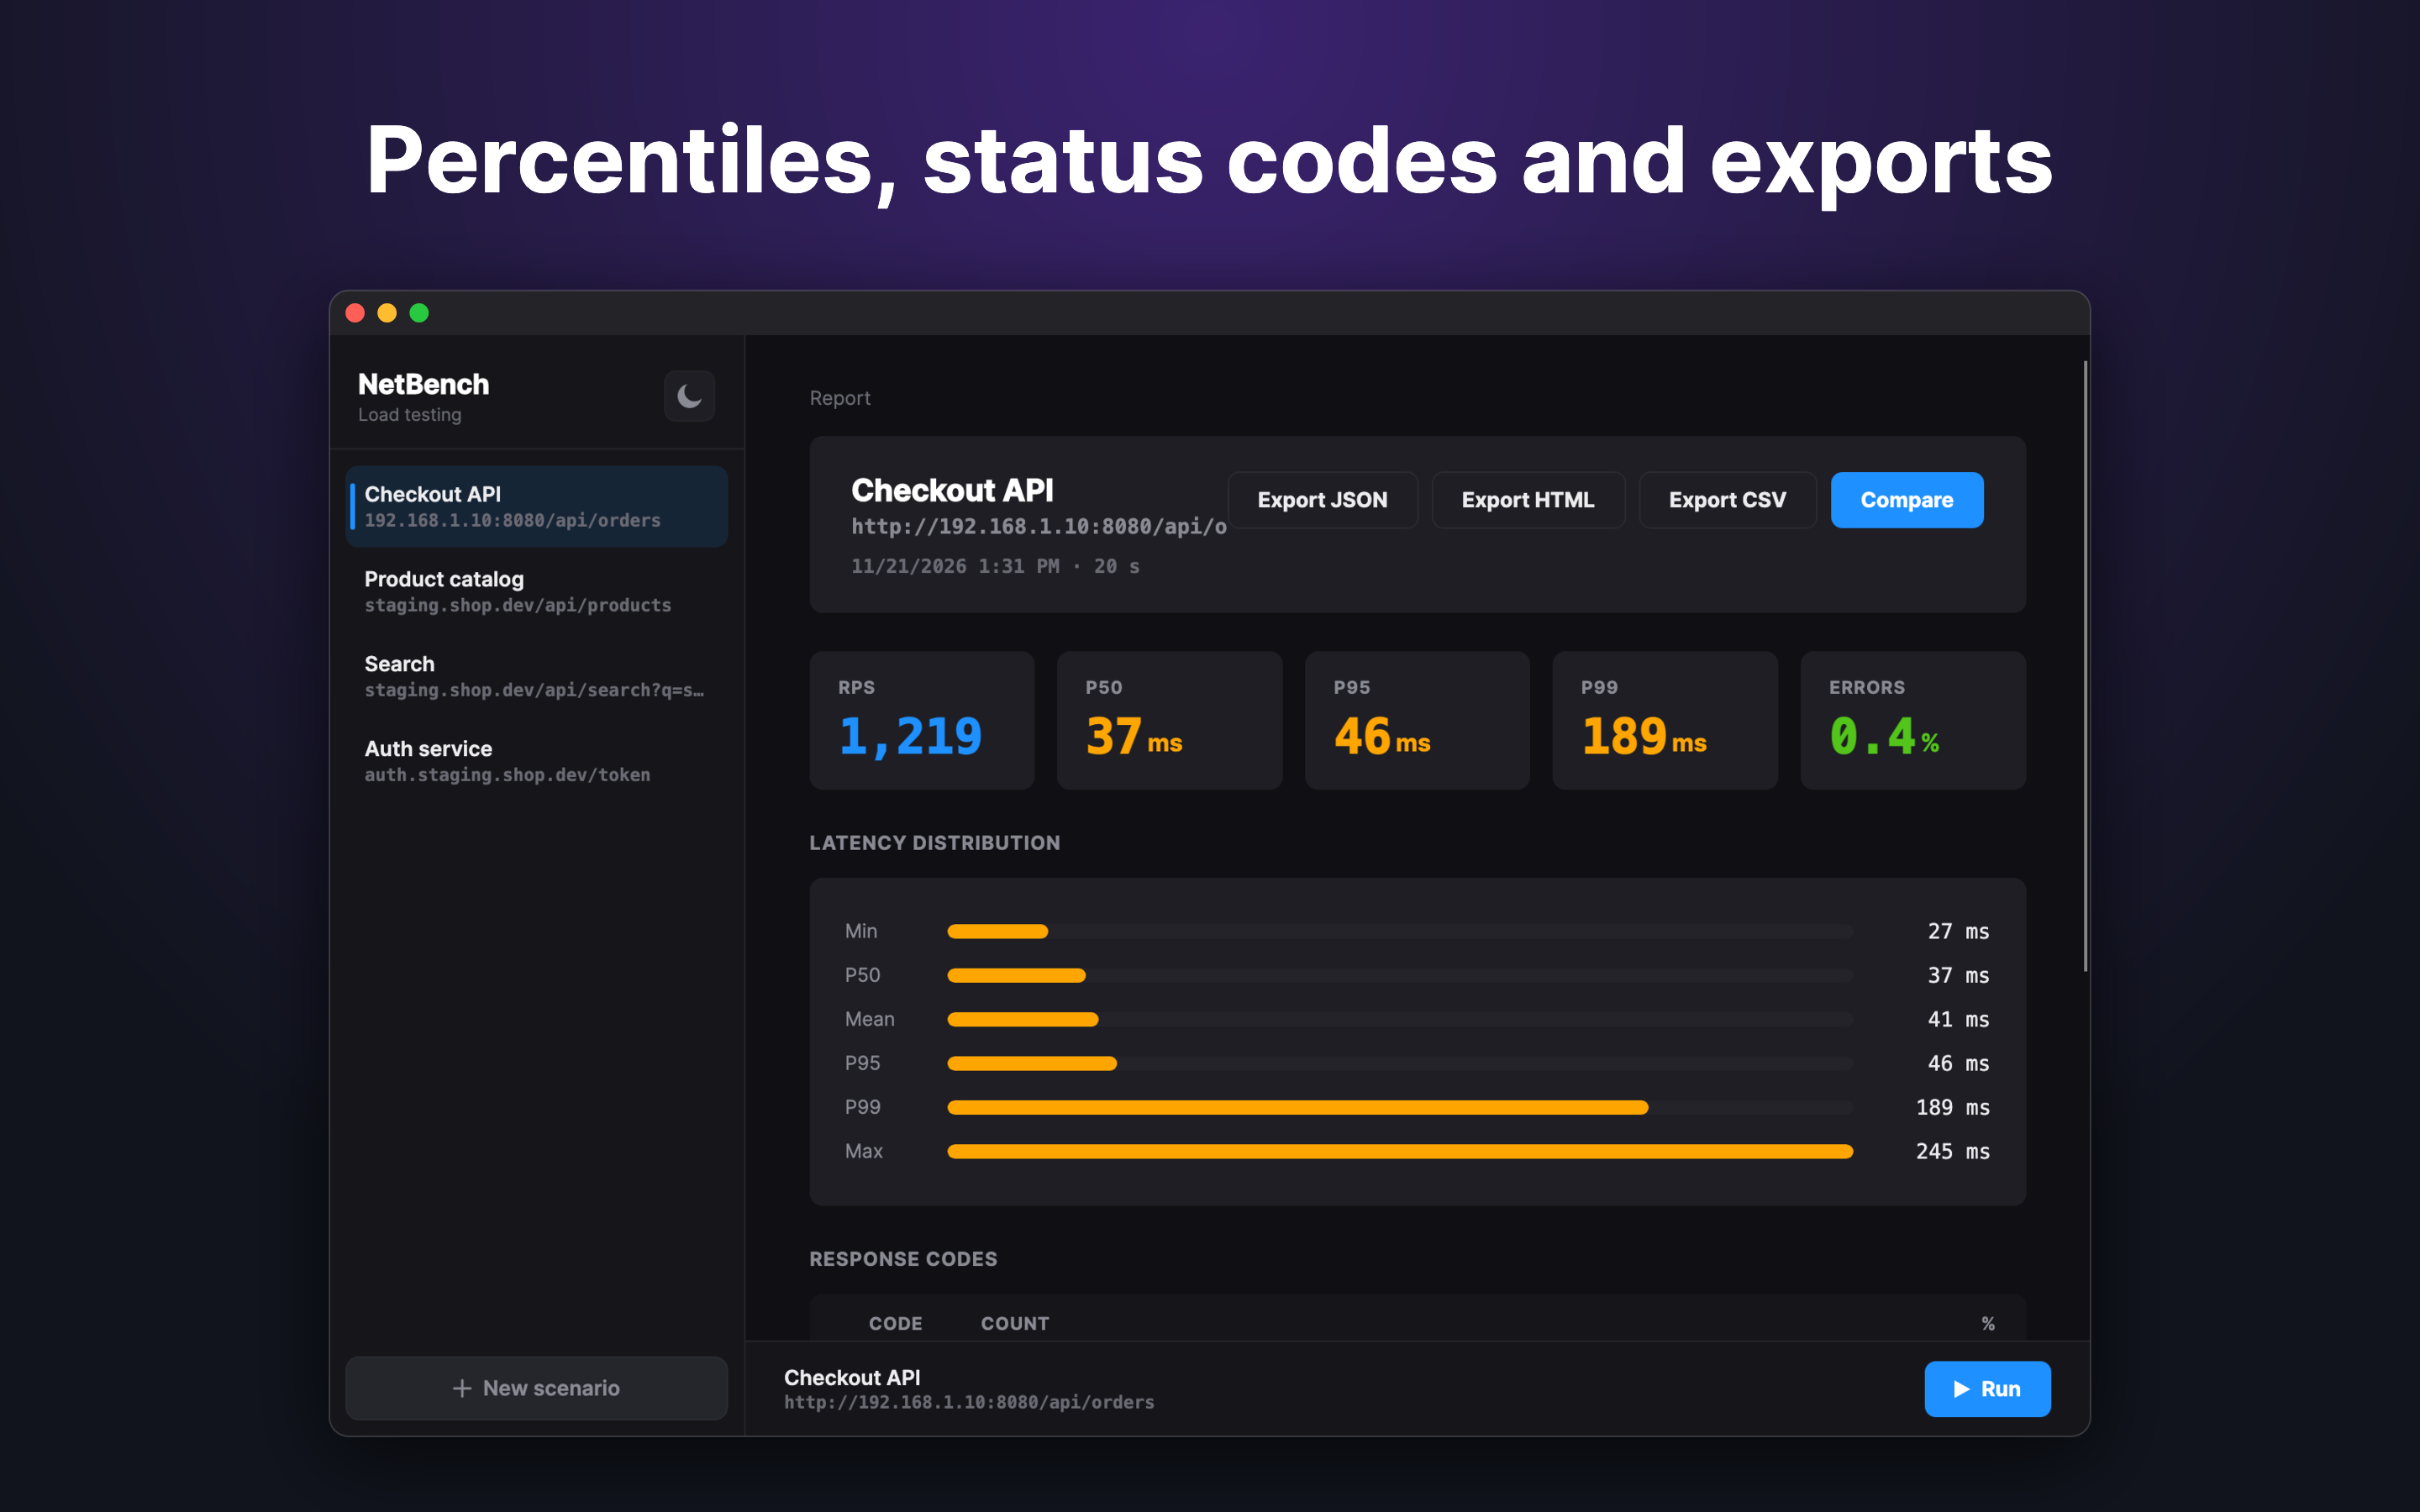 Percentiles, status codes and exports
NetBench
Load testing
Checkout API
192.168.1.10:8080/api/orders
Product catalog
staging.shop.dev/api/products
Search
staging.shop.dev/api/search?q=s…
Auth service
auth.staging.shop.dev/token
New scenario
Report
Checkout API
http://192.168.1.10:8080/api/o
11/21/2026 1:31 PM · 20 s
Export JSON
Export HTML
Export CSV
Compare
RPS
1,219
P50
37 ms
P95
46 ms
P99
189 ms
ERRORS
0.4 %
LATENCY DISTRIBUTION
Min 27 ms
P50 37 ms
Mean 41 ms
P95 46 ms
P99 189 ms
Max 245 ms
RESPONSE CODES
CODE COUNT %
Checkout API
http://192.168.1.10:8080/api/orders
Run